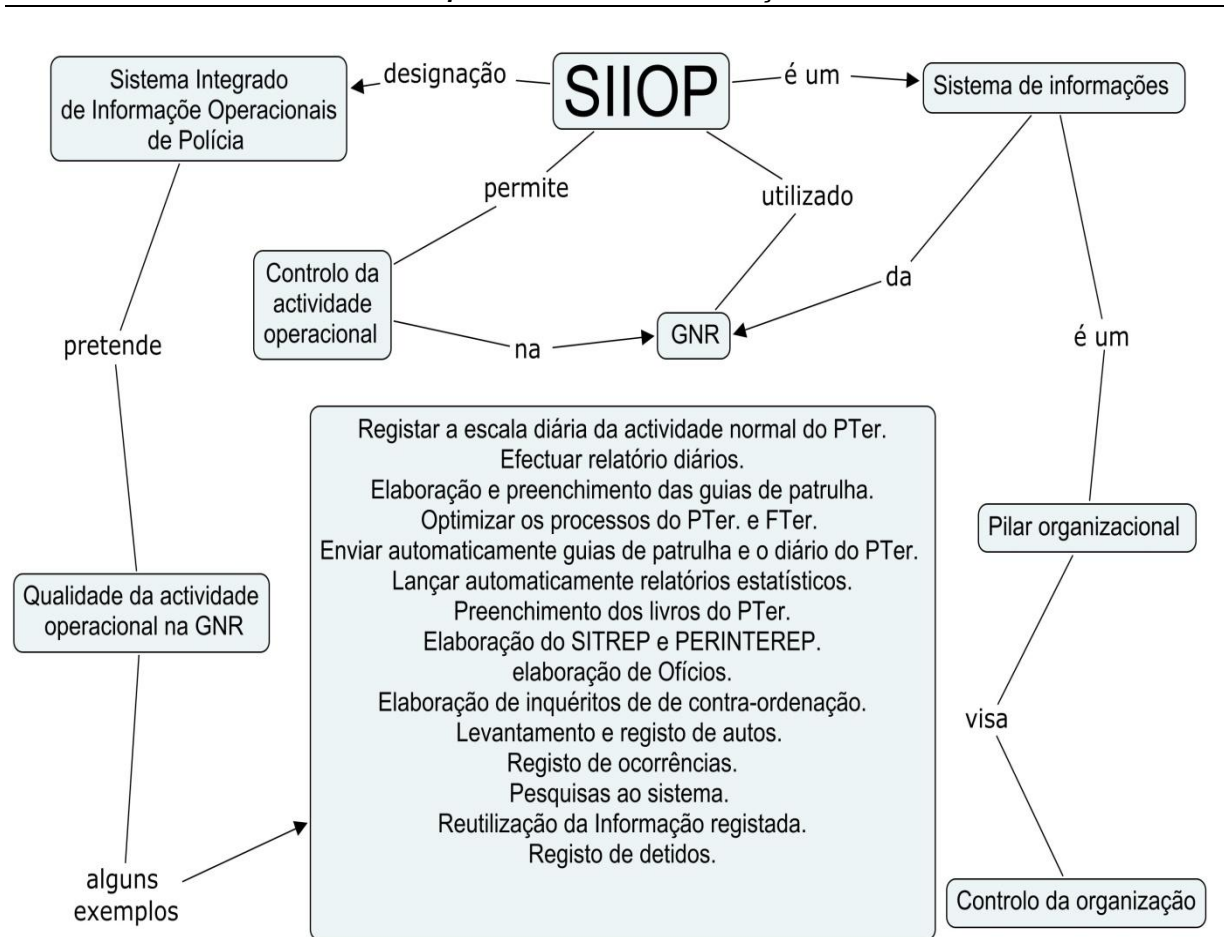 designação
SIIOP
é um
Sistema Integrado
de Informaçõe Operacionais
de Polícia
Sistema de informações
permite
utilizado
Controlo da
actividade
operacional
da
na
GNR
pretende
é um
Registar a escala diária da actividade normal do PTer.
Efectuar relatório diários.
Elaboração e preenchimento das guias de patrulha.
Optimizar os processos do PTer. e FTer.
Enviar automaticamente guias de patrulha e o diário do PTer.
Lançar automaticamente relatórios estatísticos.
Preenchimento dos livros do PTer.
Elaboração do SITREP e PERINTEREP.
elaboração de Ofícios.
Elaboração de inquéritos de de contra-ordenação.
Levantamento e registo de autos.
Registo de ocorrências.
Pesquisas ao sistema.
Reutilização da Informação registada.
Registo de detidos.
Pilar organizacional
Qualidade da actividade
operacional na GNR
visa
alguns
exemplos
Controlo da organização